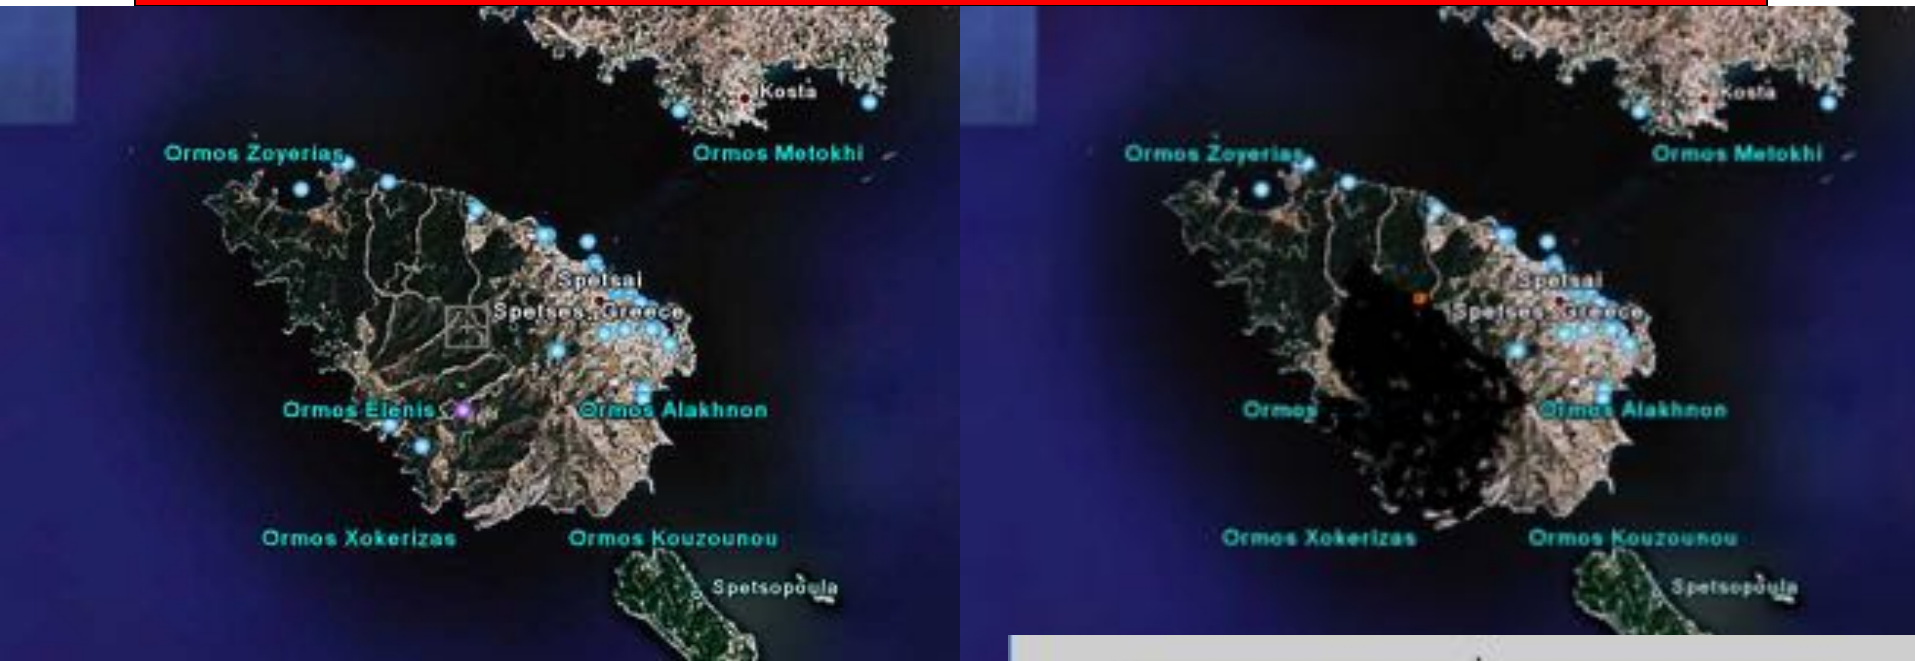 Kosta
Ormos Zoyerias
Ormos Metokhi
Spetsai
Spetses, Greece
Ormos Elenis
Ormos Alakhnon
Ormos Xokerizas
Ormos Kouzounou
Spetsopoula
Kosta
Ormos Zoyerias
Ormos Metokhi
Spetsai
Spetses, Greece
Ormos
Ormos Alakhnon
Ormos Xokerizas
Ormos Kouzounou
Spetsopoula